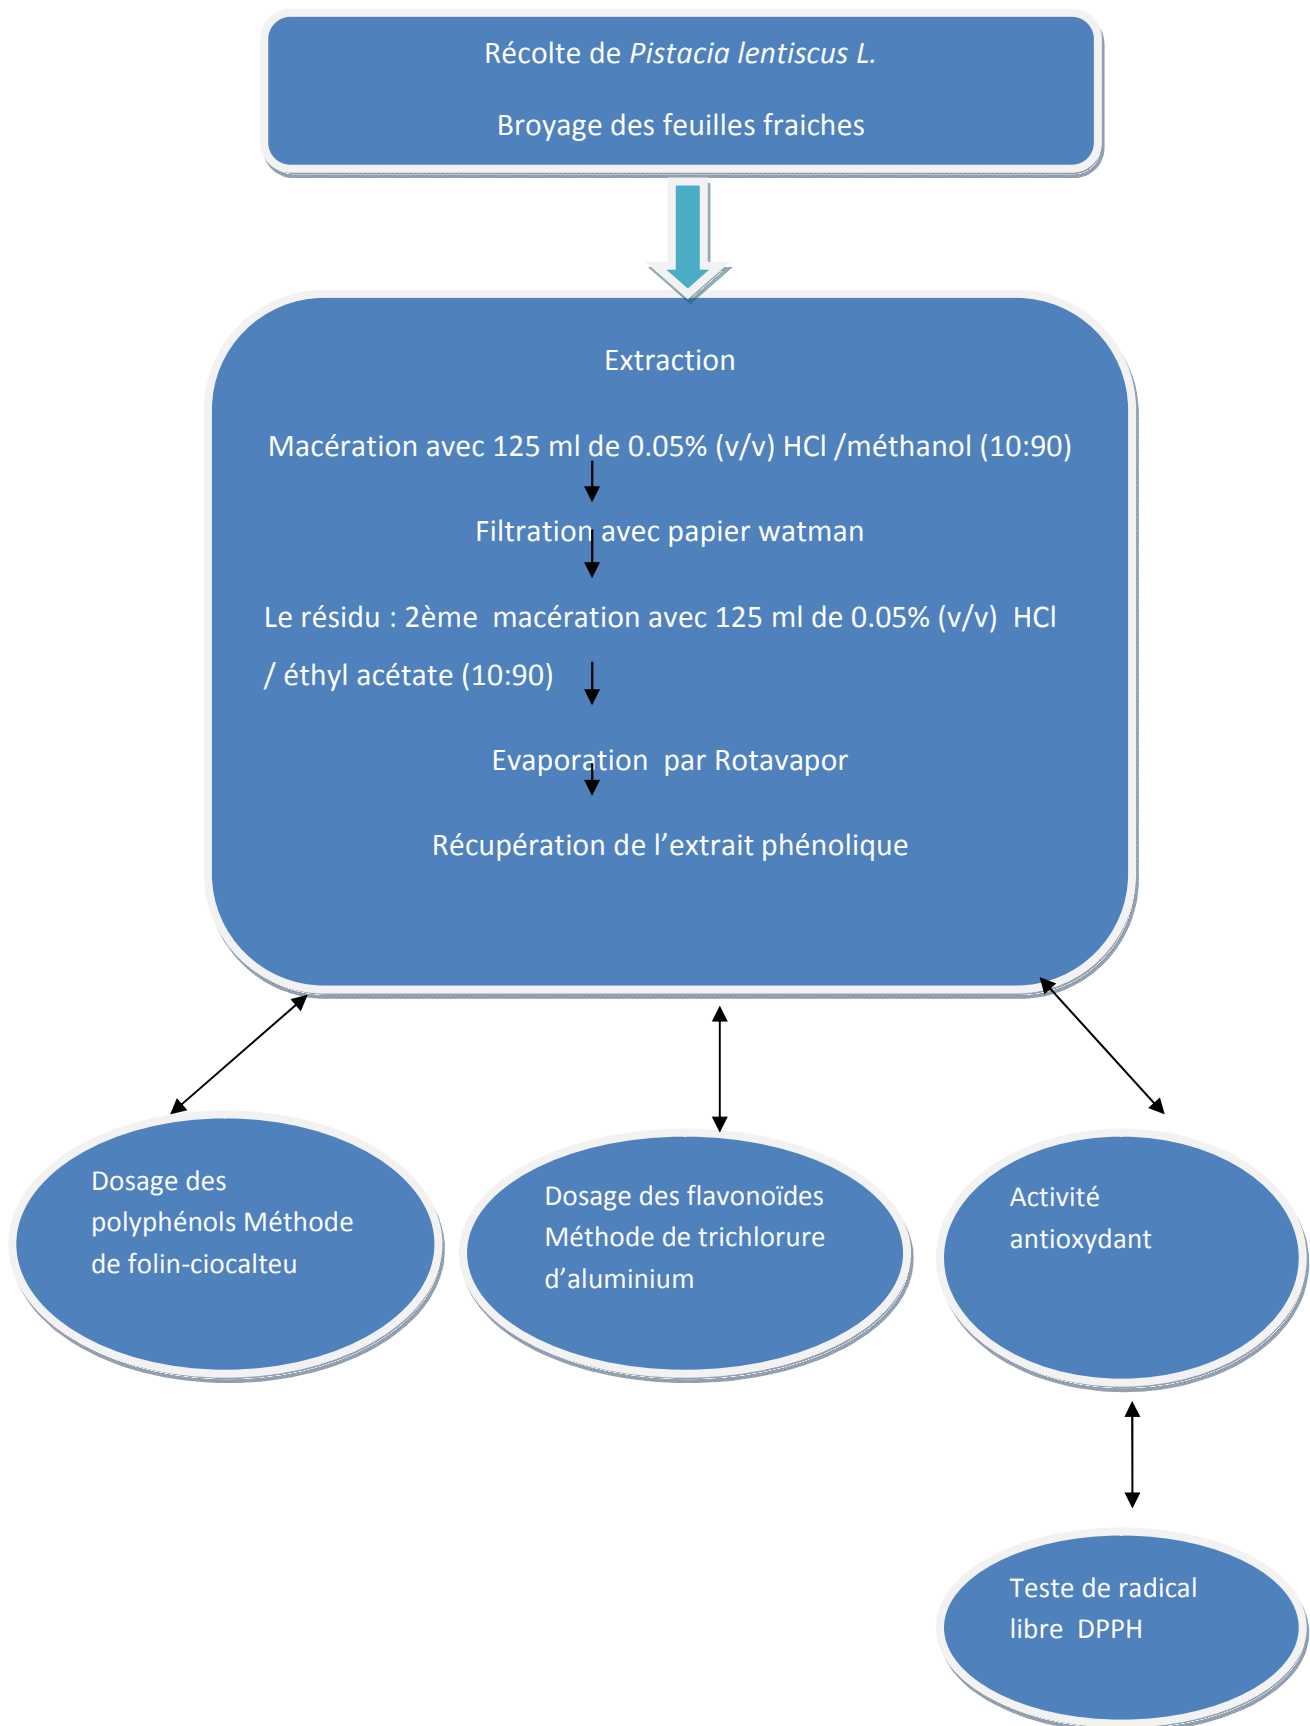 Récolte de Pistacia lentiscus L.
Broyage des feuilles fraiches
Extraction
Macération avec 125 ml de 0.05% (v/v) HCl /méthanol (10:90)
Filtration avec papier watman
Le résidu : 2ème macération avec 125 ml de 0.05% (v/v) HCl
/ éthyl acétate (10:90)
Evaporation par Rotavapor
Récupération de l’extrait phénolique
Dosage des
polyphénols Méthode
de folin-ciocalteu
Dosage des flavonoïdes
Méthode de trichlorure
d’aluminium
Activité
antioxydant
Teste de radical
libre DPPH